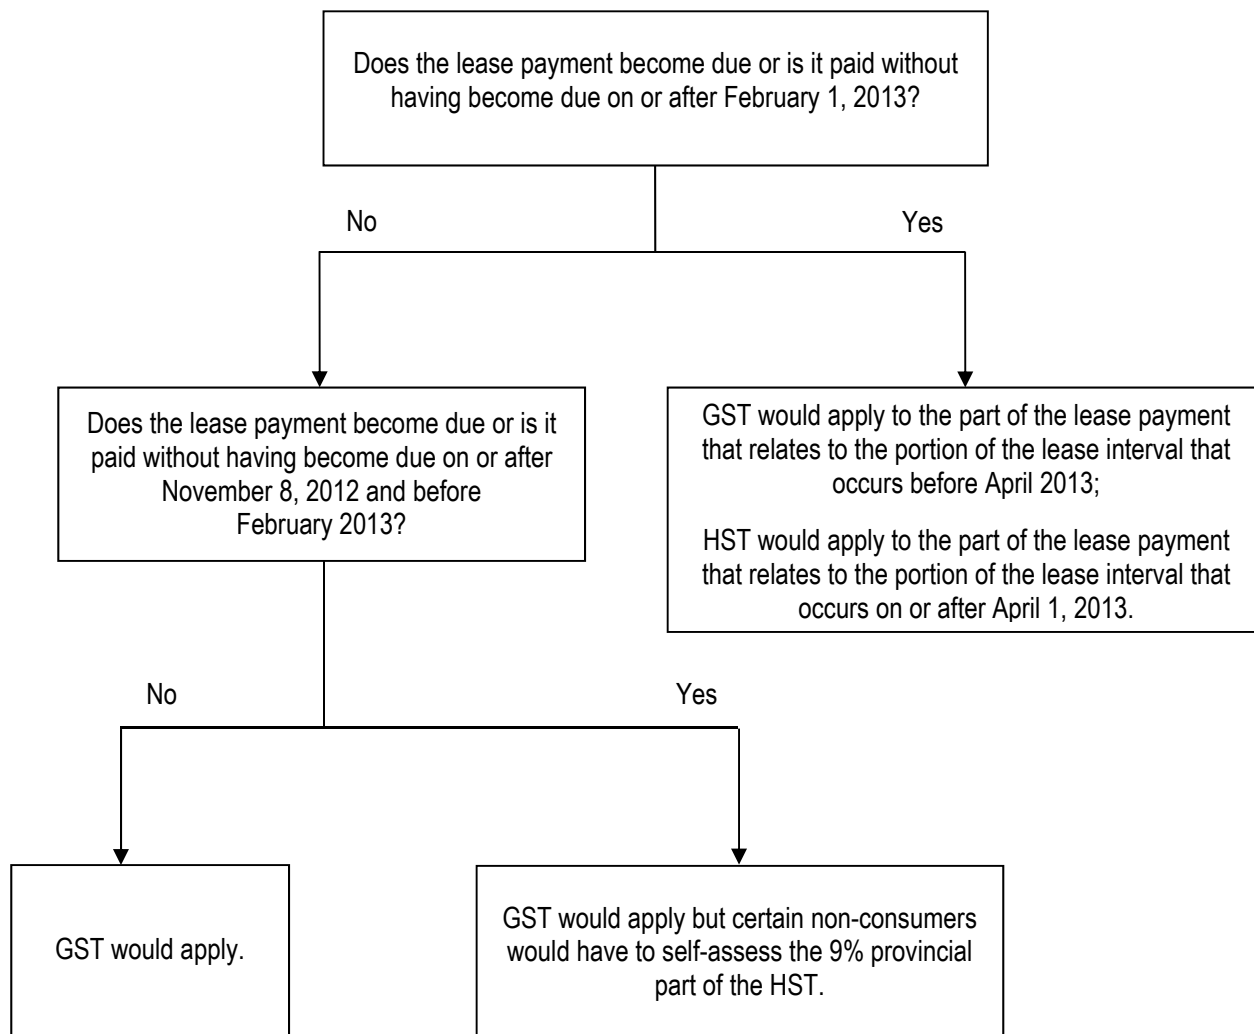 Does the lease payment become due or is it paid without
having become due on or after February 1, 2013?
No
Yes
Does the lease payment become due or is it
paid without having become due on or after
November 8, 2012 and before
February 2013?
GST would apply to the part of the lease payment
that relates to the portion of the lease interval that
occurs before April 2013;
HST would apply to the part of the lease payment
that relates to the portion of the lease interval that
occurs on or after April 1, 2013.
No
Yes
GST would apply.
GST would apply but certain non-consumers
would have to self-assess the 9% provincial
part of the HST.